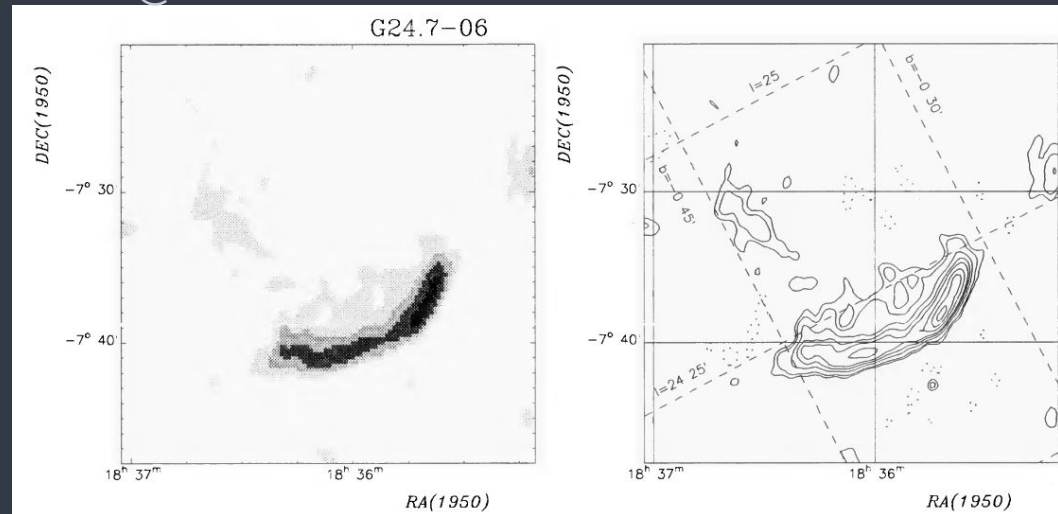 G24.7-06
DEC(1950)
-7° 30'
-7° 40'
18ʰ 37ᵐ
18ʰ 36ᵐ
RA(1950)
DEC(1950)
l=25
b=-0 30'
b=-0 45'
l=24 25'
-7° 30'
-7° 40'
18ʰ 37ᵐ
18ʰ 36ᵐ
RA(1950)